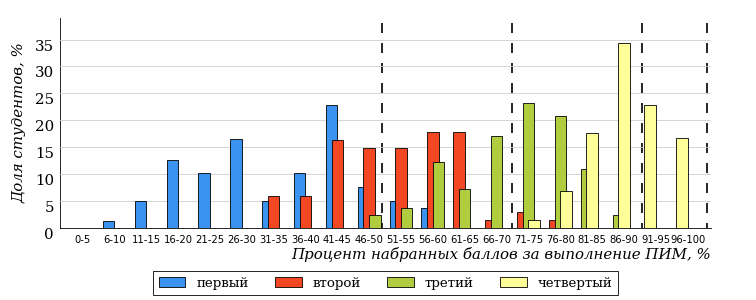 Доля студентов, %
35
30
25
20
15
10
5
0
0-5 6-10 11-15 16-20 21-25 26-30 31-35 36-40 41-45 46-50 51-55 56-60 61-65 66-70 71-75 76-80 81-85 86-90 91-95 96-100
Процент набранных баллов за выполнение ПИМ, %
первый второй третий четвертый